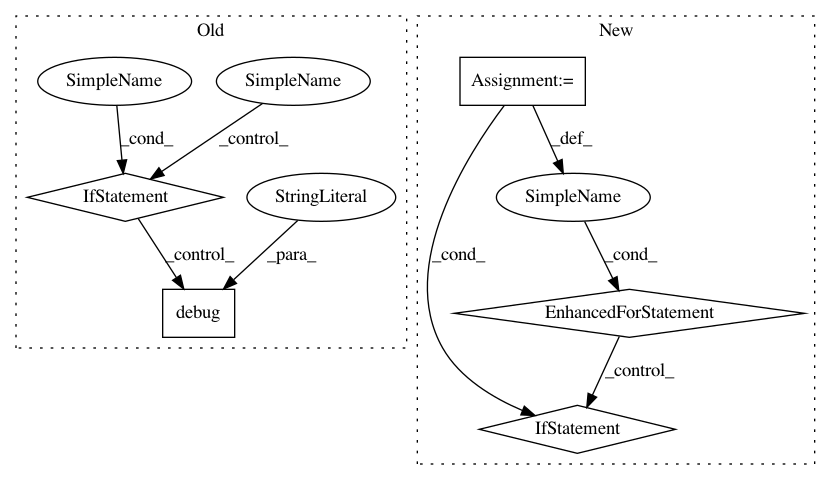 Old
New
SimpleName
SimpleName
Assignment:=
_cond_
_control_
_def_
IfStatement
StringLiteral
SimpleName
_control_
_para_
_cond_
_cond_
debug
EnhancedForStatement
_control_
IfStatement